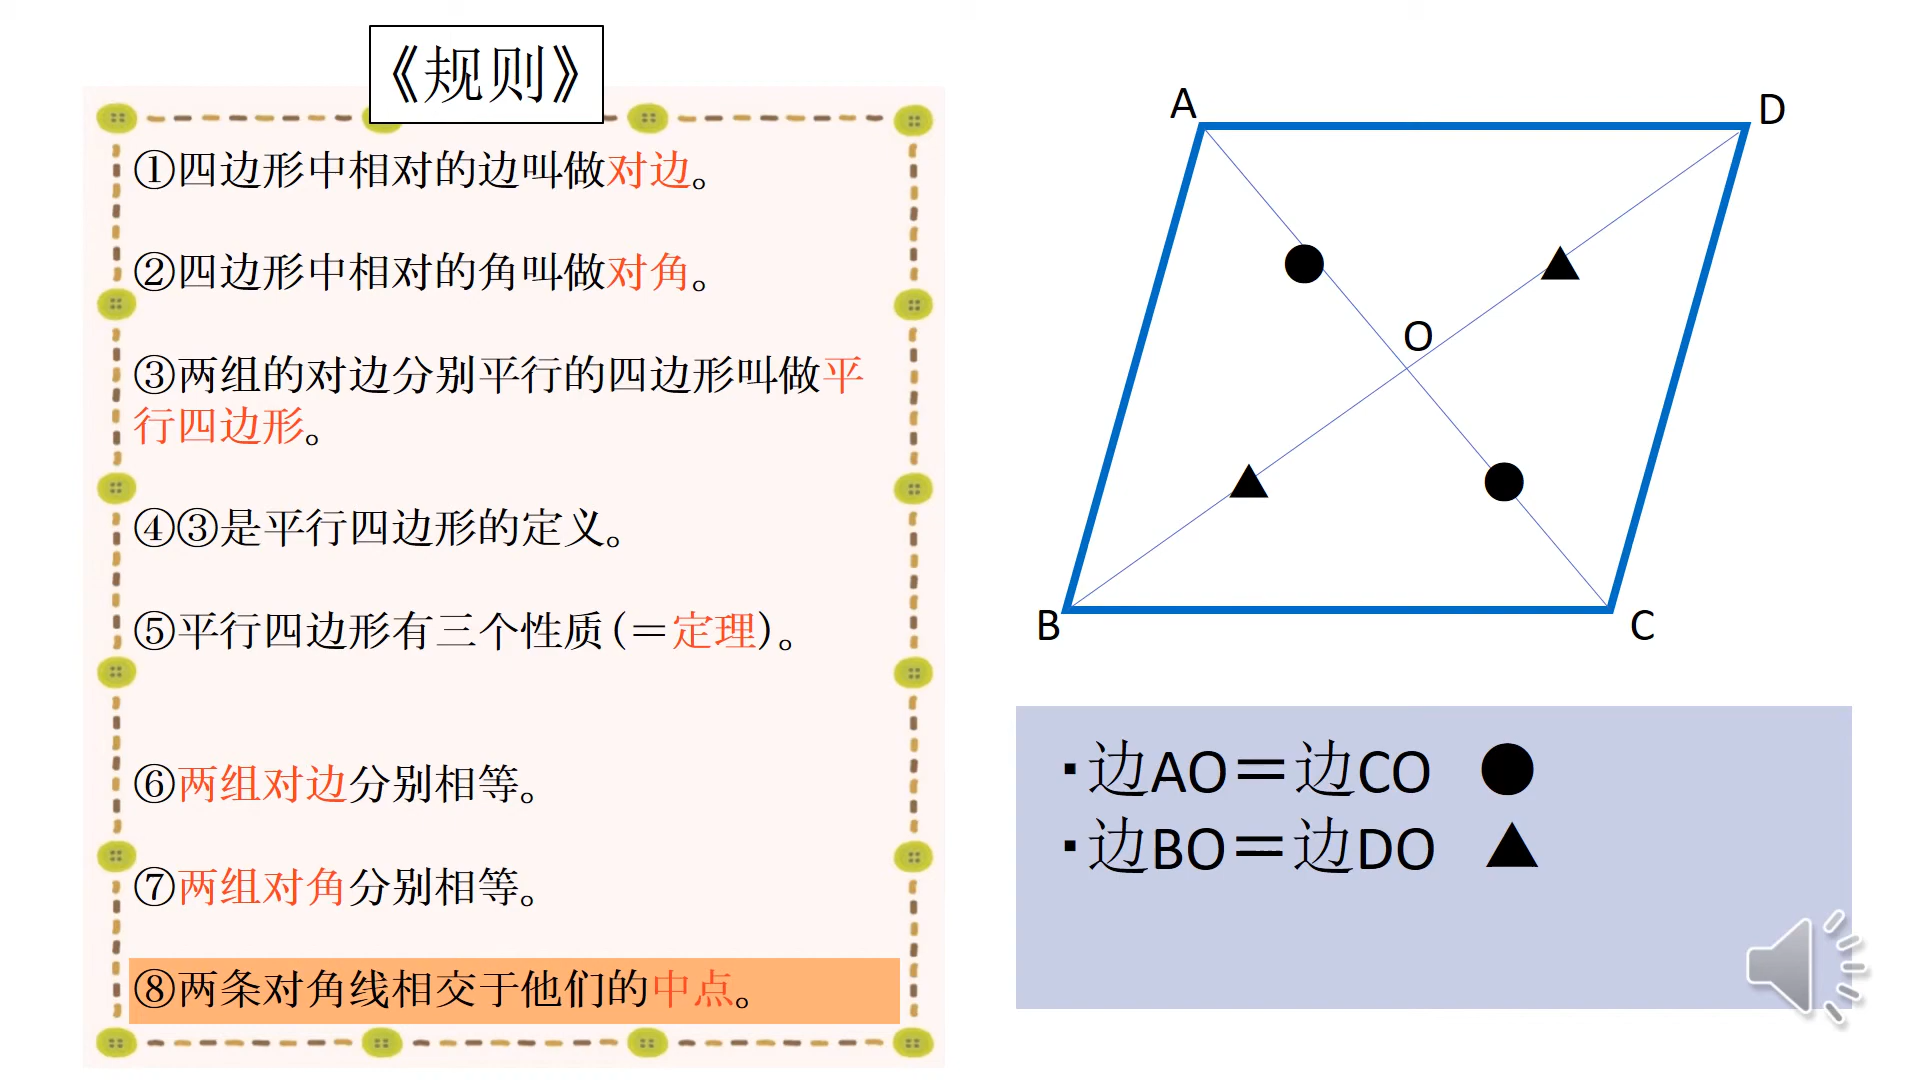 《规则》
①四边形中相对的边叫做对边。
②四边形中相对的角叫做对角。
③两组的对边分别平行的四边形叫做平
行四边形。
④③是平行四边形的定义。
⑤平行四边形有三个性质(＝定理)。
⑥两组对边分别相等。
⑦两组对角分别相等。
⑧两条对角线相交于他们的中点。
A
D
O
B
C
・边AO＝边CO ●
・边BO＝边DO ▲